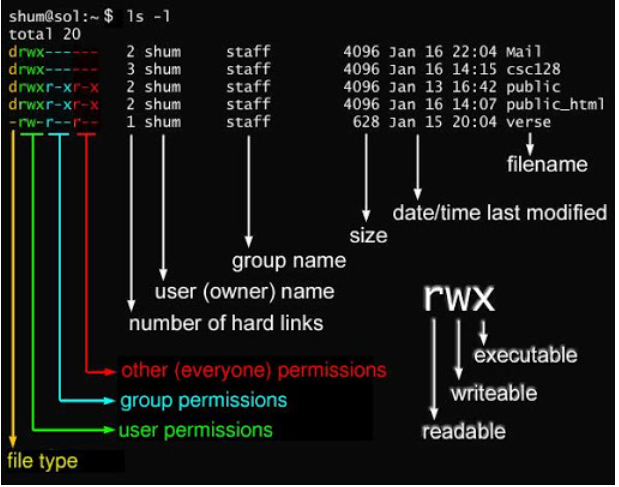 shum@sol:~$ ls -l
total 20
drwx------ 2 shum staff 4096 Jan 16 22:04 Mail
drwx------ 3 shum staff 4096 Jan 16 14:15 csc128
drwxr-xr-x 2 shum staff 4096 Jan 13 16:42 public
drwxr-xr-x 2 shum staff 4096 Jan 16 14:07 public_html
-rw-r--r-- 1 shum staff 628 Jan 15 20:04 verse
filename
date/time last modified
size
group name
user (owner) name
number of hard links
rwx
executable
writeable
readable
other (everyone) permissions
group permissions
user permissions
file type